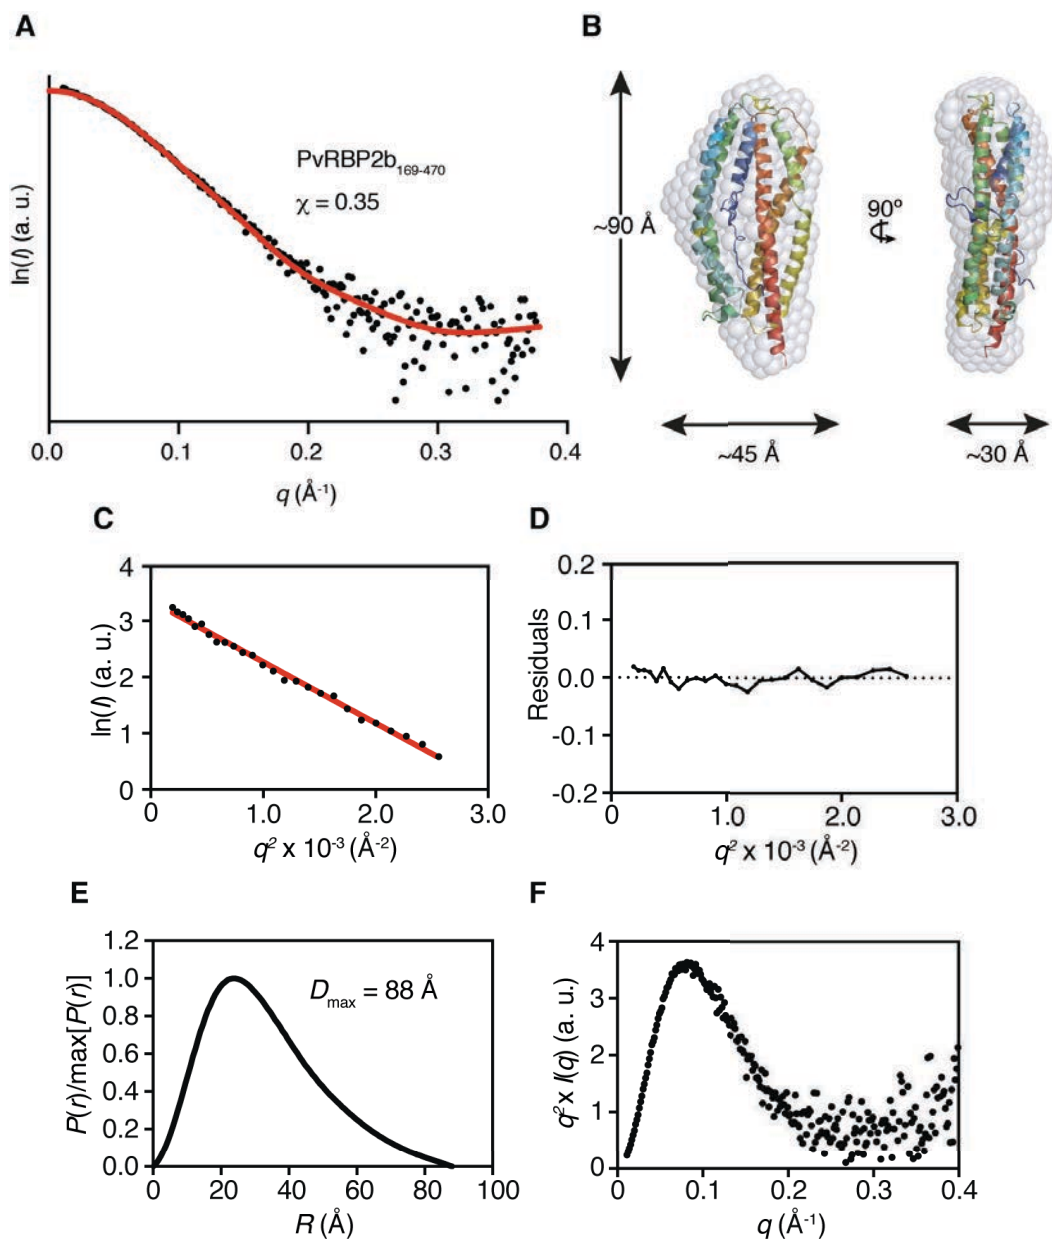 A
ln(I) (a. u.)
PvRBP2b169-470
χ = 0.35
0.0 0.1 0.2 0.3 0.4
q (Å-1)
B
~90 Å
90º
~45 Å
~30 Å
C
ln(I) (a. u.)
4
3
2
1
0
0 1.0 2.0 3.0
q2 x 10-3 (Å-2)
D
Residuals
0.2
0.1
0.0
-0.1
-0.2
0 1.0 2.0 3.0
q2 x 10-3 (Å-2)
E
P(r)/max[P(r)]
1.2
1.0
0.8
0.6
0.4
0.2
0.0
Dmax = 88 Å
0 20 40 60 80 100
R (Å)
F
q2 x I(q) (a. u.)
4
3
2
1
0
0 0.1 0.2 0.3 0.4
q (Å-1)